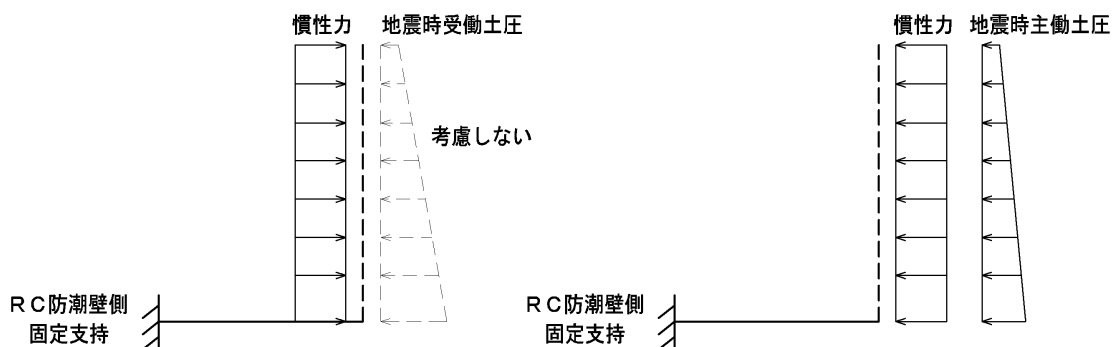 慣性力
地震時受働土圧
考慮しない
RC防潮壁側
固定支持
慣性力
地震時主働土圧
RC防潮壁側
固定支持